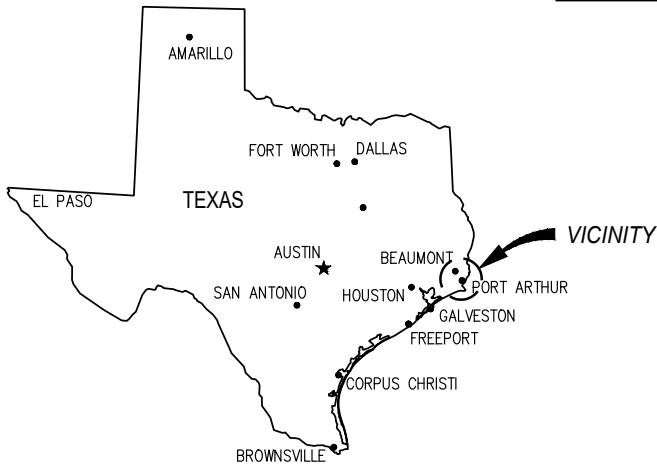 AMARILLO
FORT WORTH
DALLAS
EL PASO
TEXAS
VICINITY
AUSTIN
BEAUMONT
PORT ARTHUR
SAN ANTONIO
HOUSTON
GALVESTON
FREEPORT
CORPUS CHRISTI
BROWNSVILLE